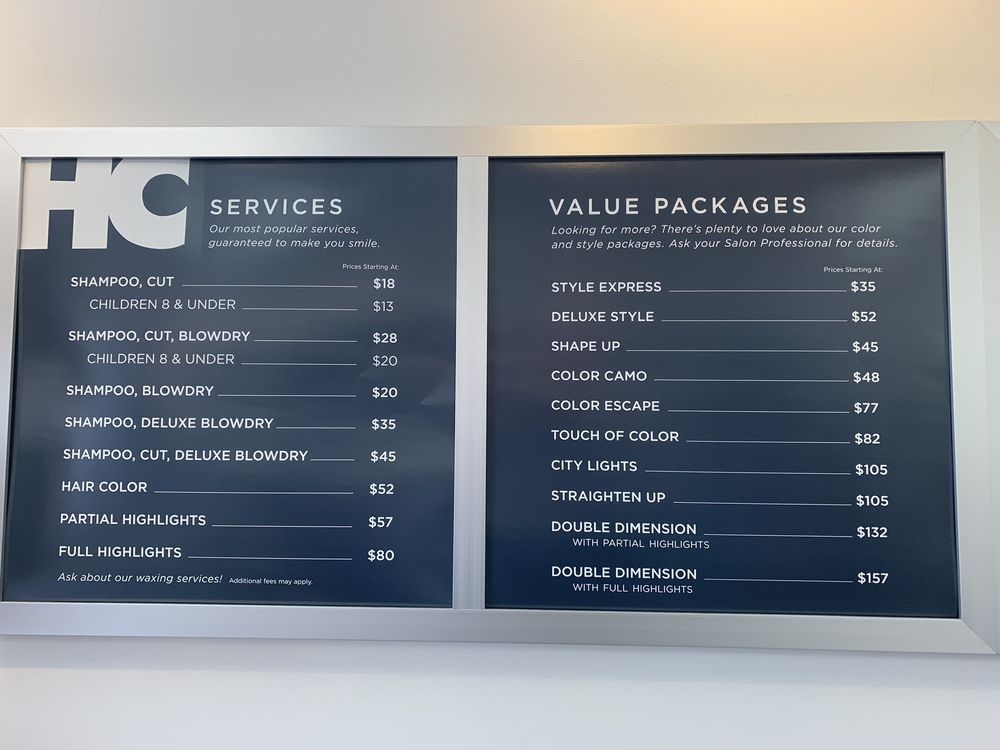 HC
SERVICES
Our most popular services,
guaranteed to make you smile.
Prices Starting At:
SHAMPOO, CUT $18
CHILDREN 8 & UNDER $13
SHAMPOO, CUT, BLOWDRY $28
CHILDREN 8 & UNDER $20
SHAMPOO, BLOWDRY $20
SHAMPOO, DELUXE BLOWDRY $35
SHAMPOO, CUT, DELUXE BLOWDRY $45
HAIR COLOR $52
PARTIAL HIGHLIGHTS $57
FULL HIGHLIGHTS $80
Ask about our waxing services! Additional fees may apply.
VALUE PACKAGES
Looking for more? There's plenty to love about our color
and style packages. Ask your Salon Professional for details.
Prices Starting At:
STYLE EXPRESS $35
DELUXE STYLE $52
SHAPE UP $45
COLOR CAMO $48
COLOR ESCAPE $77
TOUCH OF COLOR $82
CITY LIGHTS $105
STRAIGHTEN UP $105
DOUBLE DIMENSION $132
WITH PARTIAL HIGHLIGHTS
DOUBLE DIMENSION $157
WITH FULL HIGHLIGHTS